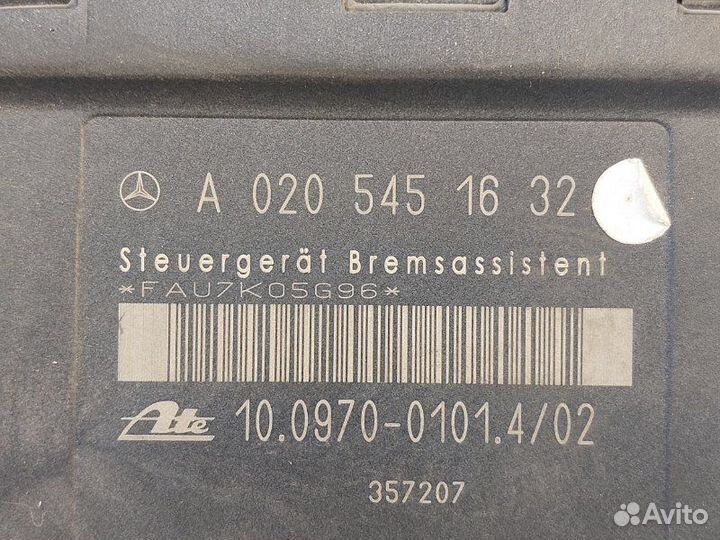 A 020 545 16 32
Steuergerät Bremsassistent
*FAU7K05G96*
Ate 10.0970-0101.4/02
357207
Avito